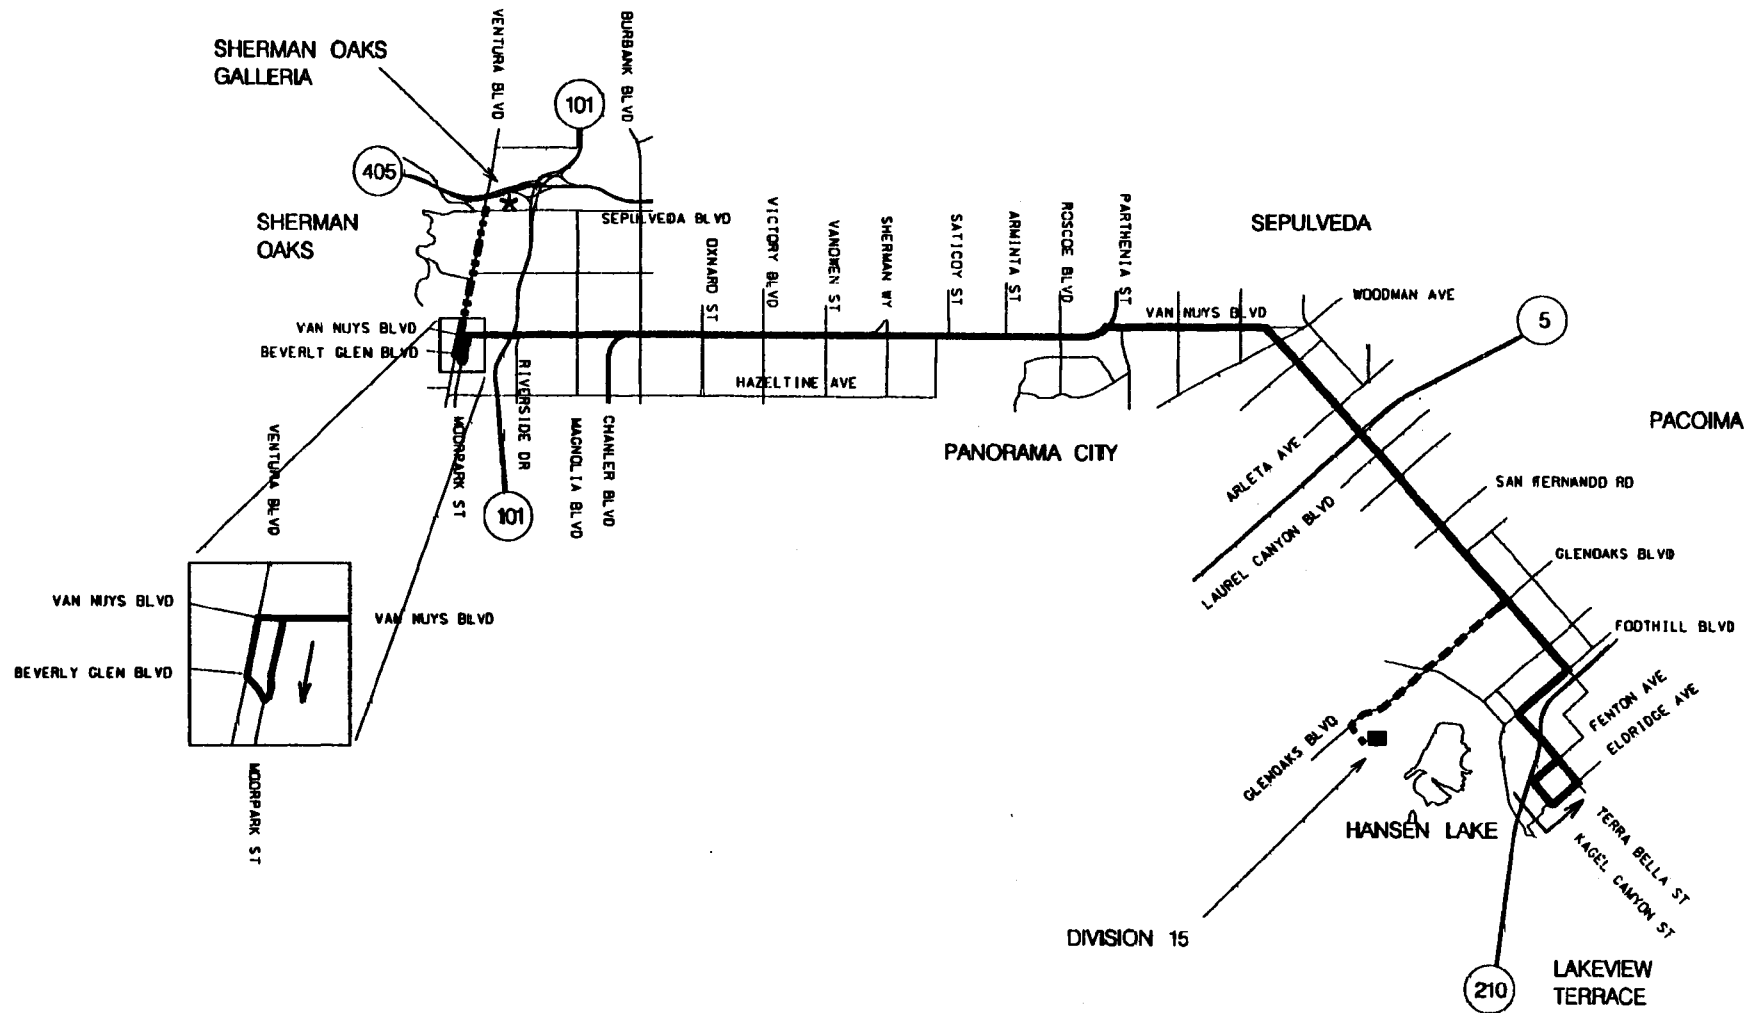 SHERMAN OAKS
GALLERIA
VENTURA BLVD
BURBANK BLVD
101
405
SHERMAN
OAKS
SEPULVEDA BLVD
OXNARD ST
VICTORY BLVD
VANOWEN ST
SHERMAN WY
SATICOY ST
ARMINTA ST
ROSCOE BLVD
PARTHENIA ST
SEPULVEDA
WOODMAN AVE
VAN NUYS BLVD
5
VAN NUYS BLVD
BEVERLT GLEN BLVD
HAZELTINE AVE
RIVERSIDE DR
MOORPARK ST
MAGNOLIA BLVD
CHANLER BLVD
101
PANORAMA CITY
PACOIMA
ARLETA AVE
LAUREL CANYON BLVD
SAN FERNANDO RD
GLENOAKS BLVD
FOOTHILL BLVD
VENTURA BLVD
VAN NUYS BLVD
VAN NUYS BLVD
BEVERLY GLEN BLVD
MOORPARK ST
FENTON AVE
ELDRIDGE AVE
GLENOAKS BLVD
HANSEN LAKE
TERRA BELLA ST
KAGEL CANYON ST
DIVISION 15
210
LAKEVIEW
TERRACE